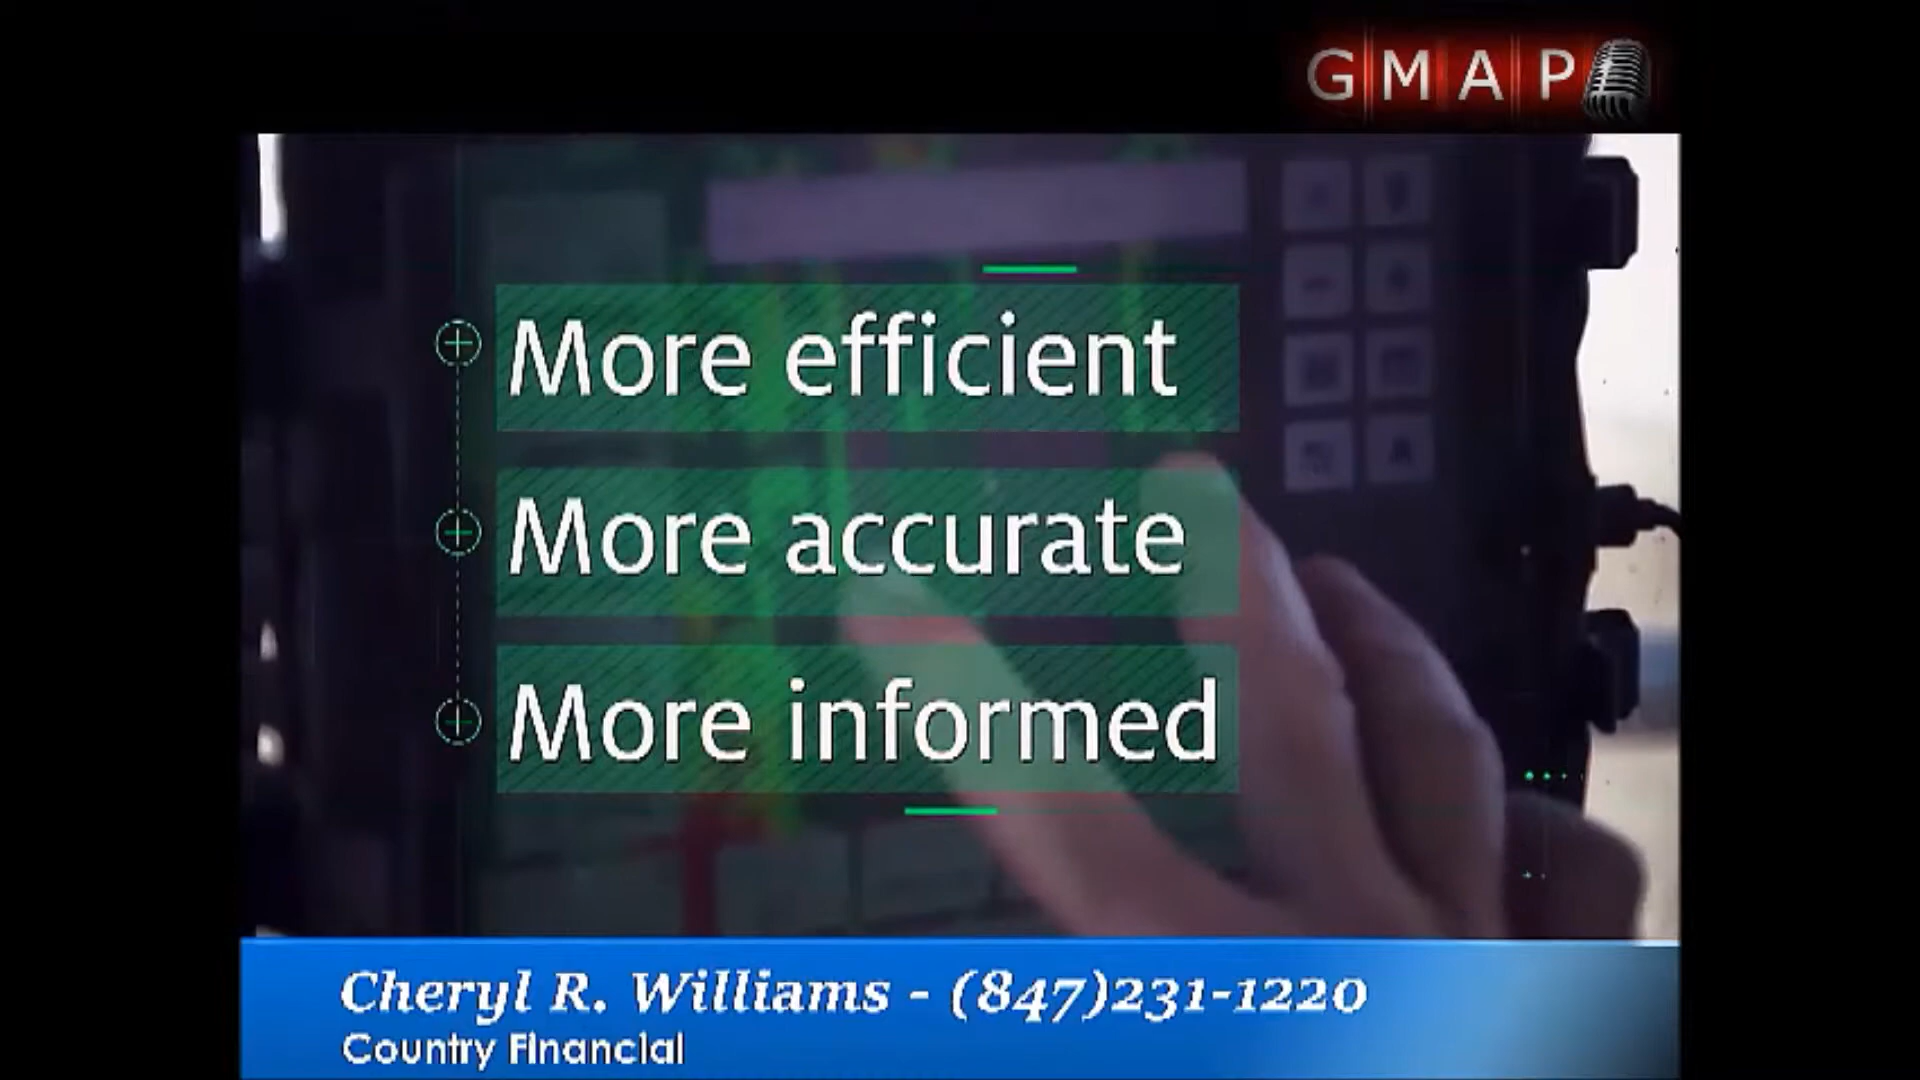 GMAP
More efficient
More accurate
More informed
Cheryl R. Williams - (847)231-1220
Country Financial